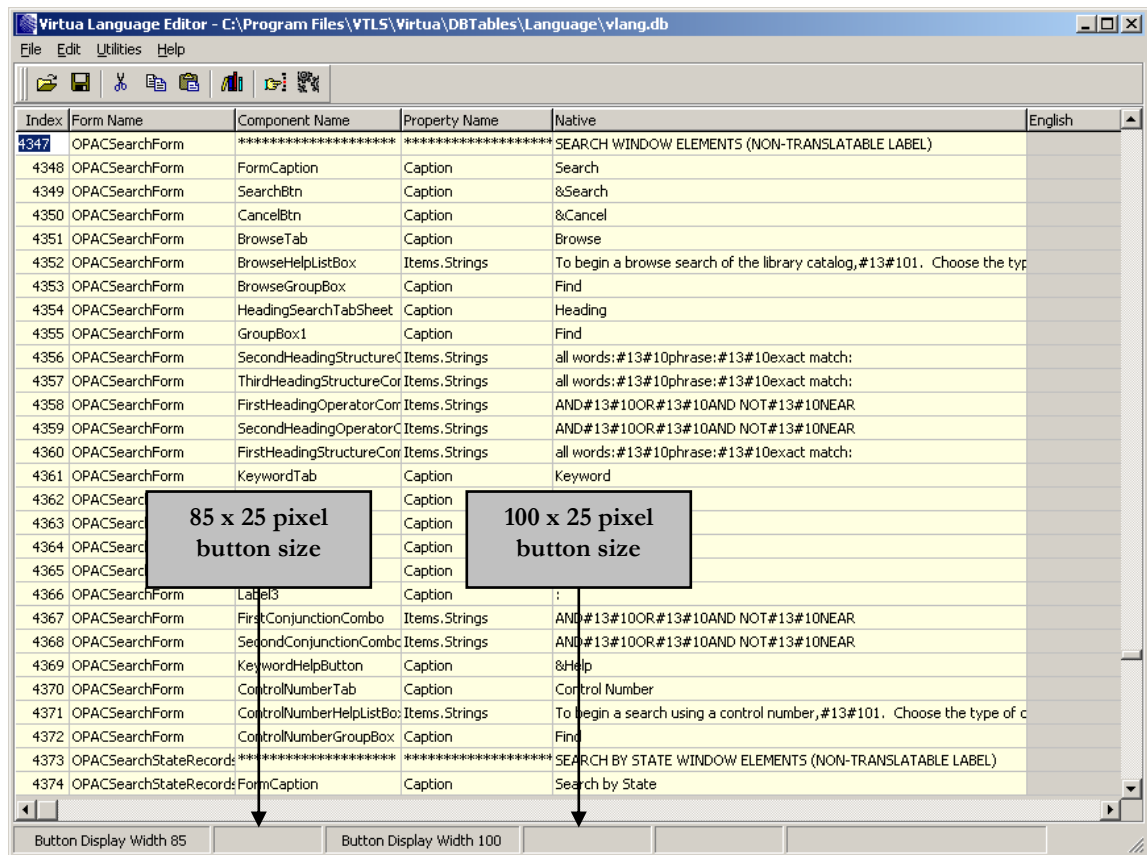 Virtua Language Editor - C:\Program Files\VTLS\Virtua\DBTables\Language\vlang.db
File Edit Utilities Help
Index Form Name Component Name Property Name Native English
4347 OPACSearchForm ******************** ******************** SEARCH WINDOW ELEMENTS (NON-TRANSLATABLE LABEL)
4348 OPACSearchForm FormCaption Caption Search
4349 OPACSearchForm SearchBtn Caption &Search
4350 OPACSearchForm CancelBtn Caption &Cancel
4351 OPACSearchForm BrowseTab Caption Browse
4352 OPACSearchForm BrowseHelpListBox Items.Strings To begin a browse search of the library catalog,#13#101. Choose the typ
4353 OPACSearchForm BrowseGroupBox Caption Find
4354 OPACSearchForm HeadingSearchTabSheet Caption Heading
4355 OPACSearchForm GroupBox1 Caption Find
4356 OPACSearchForm SecondHeadingStructureC Items.Strings all words:#13#10phrase:#13#10exact match:
4357 OPACSearchForm ThirdHeadingStructureCor Items.Strings all words:#13#10phrase:#13#10exact match:
4358 OPACSearchForm FirstHeadingOperatorCom Items.Strings AND#13#10OR#13#10AND NOT#13#10NEAR
4359 OPACSearchForm SecondHeadingOperatorC Items.Strings AND#13#10OR#13#10AND NOT#13#10NEAR
4360 OPACSearchForm FirstHeadingStructureCom Items.Strings all words:#13#10phrase:#13#10exact match:
4361 OPACSearchForm KeywordTab Caption Keyword
4362 OPACSearc Caption
4363 OPACSearc Caption
4364 OPACSearc Caption
4365 OPACSearc Caption
85 x 25 pixel
button size
100 x 25 pixel
button size
4366 OPACSearchForm Label3 Caption :
4367 OPACSearchForm FirstConjunctionCombo Items.Strings AND#13#10OR#13#10AND NOT#13#10NEAR
4368 OPACSearchForm SecondConjunctionCombo Items.Strings AND#13#10OR#13#10AND NOT#13#10NEAR
4369 OPACSearchForm KeywordHelpButton Caption &Help
4370 OPACSearchForm ControlNumberTab Caption Control Number
4371 OPACSearchForm ControlNumberHelpListBo Items.Strings To begin a search using a control number,#13#101. Choose the type of c
4372 OPACSearchForm ControlNumberGroupBox Caption Find
4373 OPACSearchStateRecords ******************** ******************** SEARCH BY STATE WINDOW ELEMENTS (NON-TRANSLATABLE LABEL)
4374 OPACSearchStateRecords FormCaption Caption Search by State
Button Display Width 85 Button Display Width 100